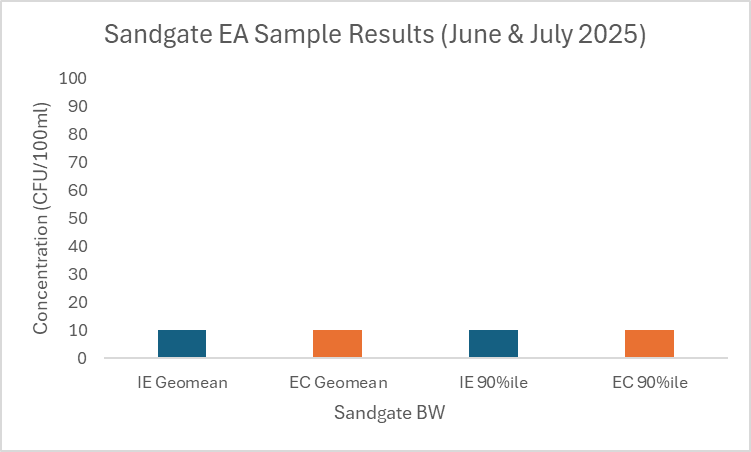 Sandgate EA Sample Results (June & July 2025)
Concentration (CFU/100ml)
100
90
80
70
60
50
40
30
20
10
0
IE Geomean
EC Geomean
IE 90%ile
EC 90%ile
Sandgate BW